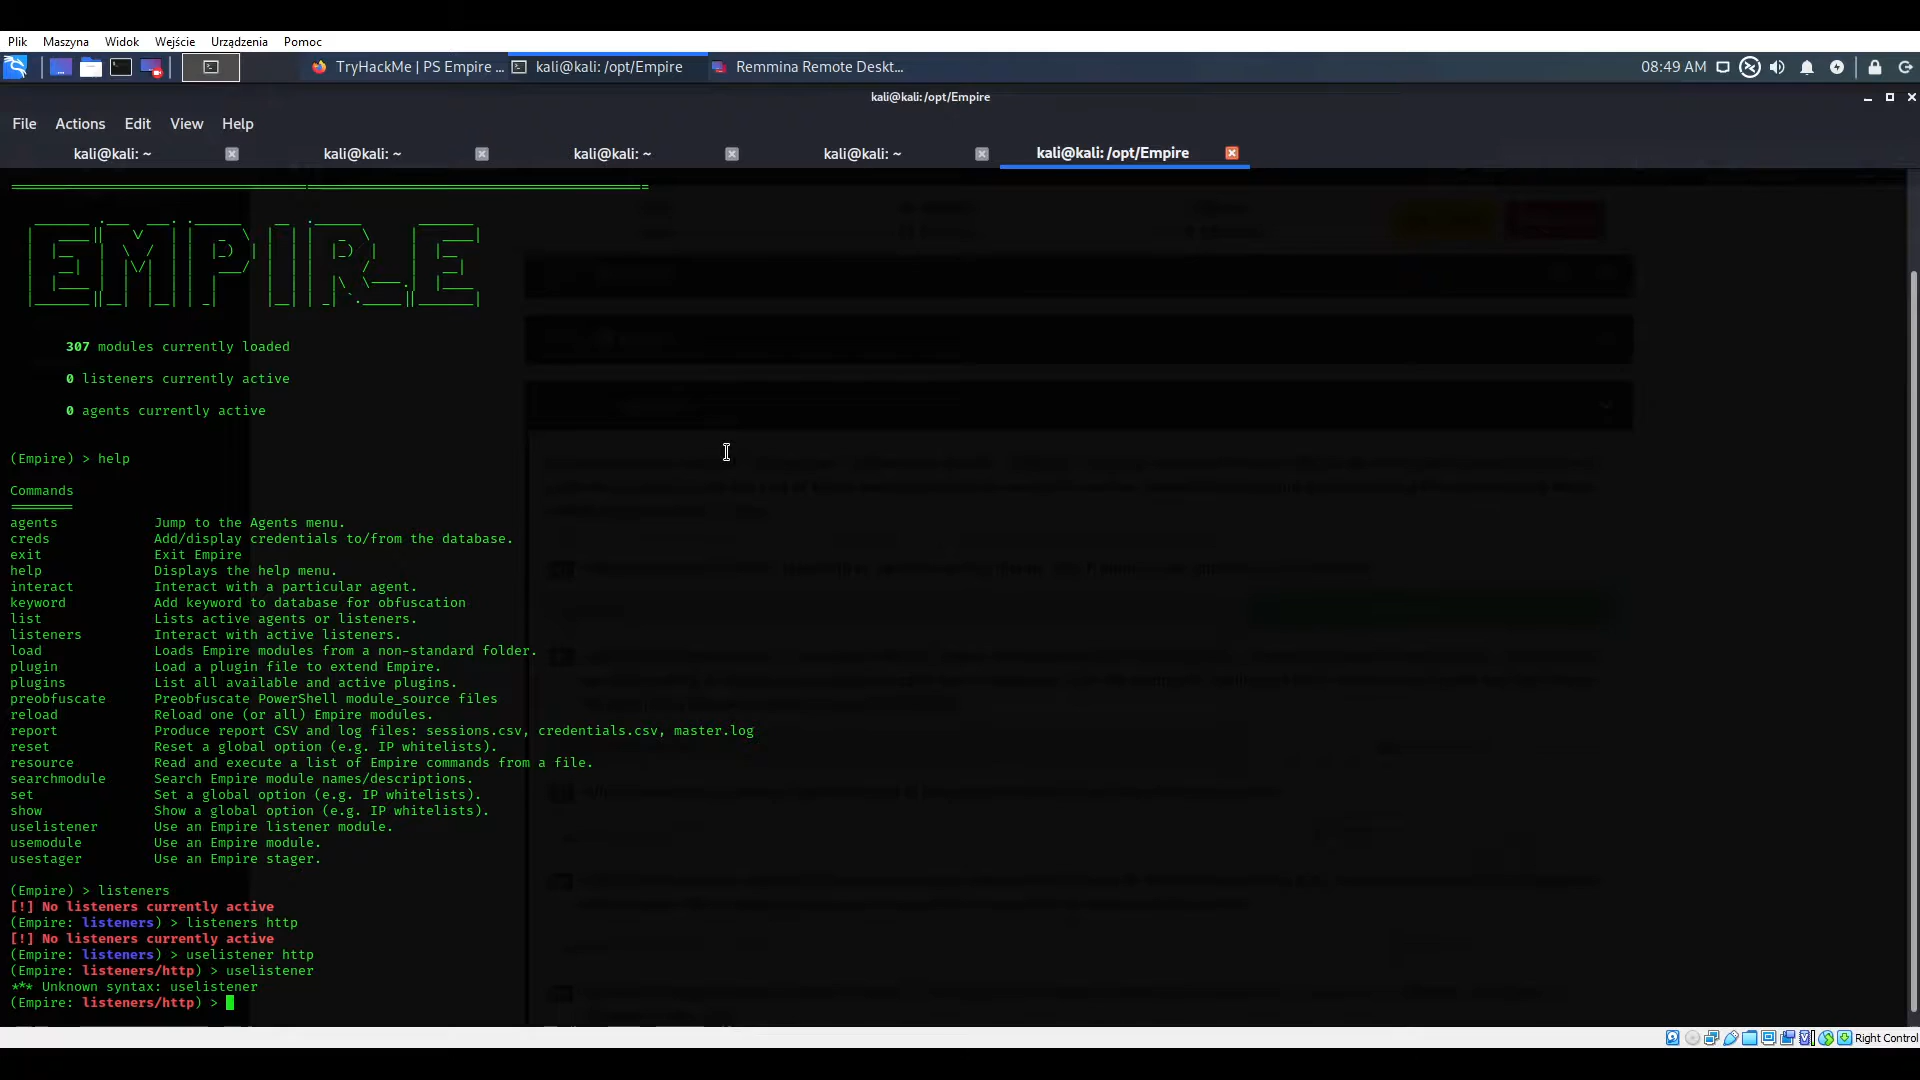 Plik Maszyna Widok Wejście Urządzenia Pomoc
TryHackMe | PS Empire ... kali@kali: /opt/Empire Remmina Remote Deskt... 08:49 AM
kali@kali: /opt/Empire
File Actions Edit View Help
kali@kali: ~ kali@kali: ~ kali@kali: ~ kali@kali: ~ kali@kali: /opt/Empire
EMPIRE
307 modules currently loaded
0 listeners currently active
0 agents currently active
(Empire) > help
Commands
========
agents Jump to the Agents menu.
creds Add/display credentials to/from the database.
exit Exit Empire
help Displays the help menu.
interact Interact with a particular agent.
keyword Add keyword to database for obfuscation
list Lists active agents or listeners.
listeners Interact with active listeners.
load Loads Empire modules from a non-standard folder.
plugin Load a plugin file to extend Empire.
plugins List all available and active plugins.
preobfuscate Preobfuscate PowerShell module_source files
reload Reload one (or all) Empire modules.
report Produce report CSV and log files: sessions.csv, credentials.csv, master.log
reset Reset a global option (e.g. IP whitelists).
resource Read and execute a list of Empire commands from a file.
searchmodule Search Empire module names/descriptions.
set Set a global option (e.g. IP whitelists).
show Show a global option (e.g. IP whitelists).
uselistener Use an Empire listener module.
usemodule Use an Empire module.
usestager Use an Empire stager.
(Empire) > listeners
[!] No listeners currently active
(Empire: listeners) > listeners http
[!] No listeners currently active
(Empire: listeners) > uselistener http
(Empire: listeners/http) > uselistener
*** Unknown syntax: uselistener
(Empire: listeners/http) >
Right Control